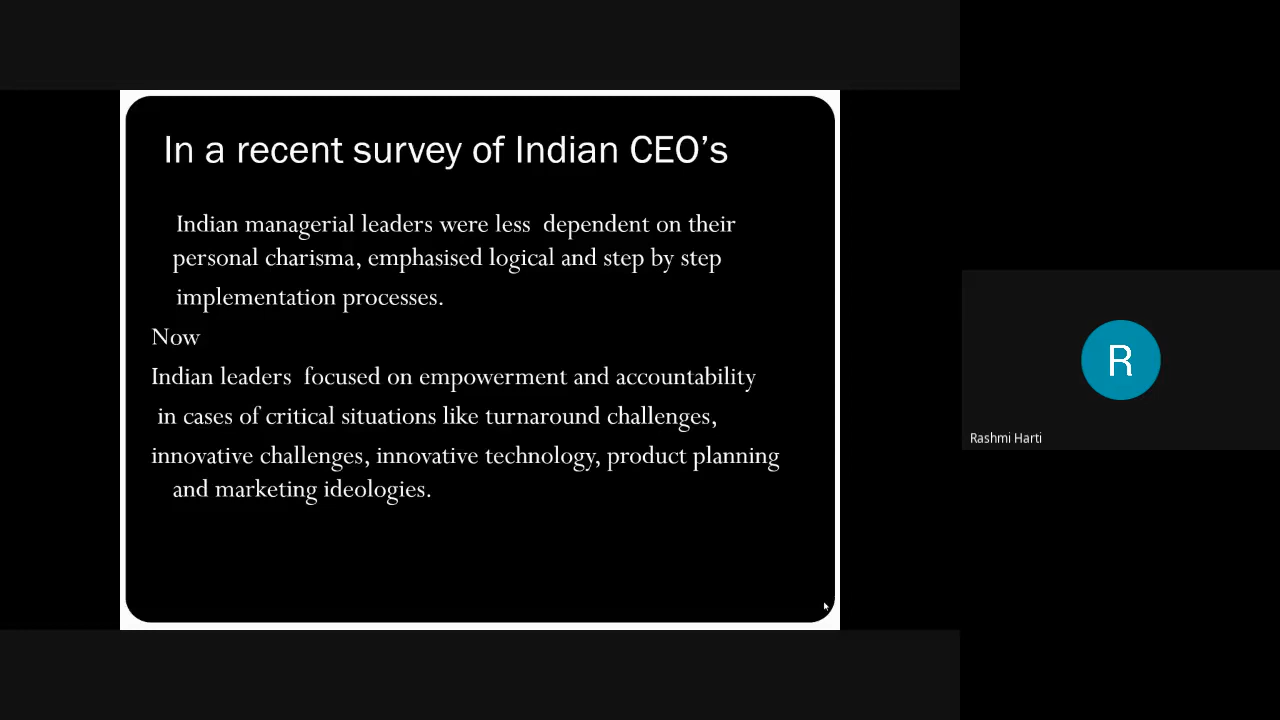 In a recent survey of Indian CEO’s
Indian managerial leaders were less  dependent on their
personal charisma, emphasised logical and step by step
implementation processes.
Now
Indian leaders  focused on empowerment and accountability
in cases of critical situations like turnaround challenges,
innovative challenges, innovative technology, product planning
and marketing ideologies.
R
Rashmi Harti